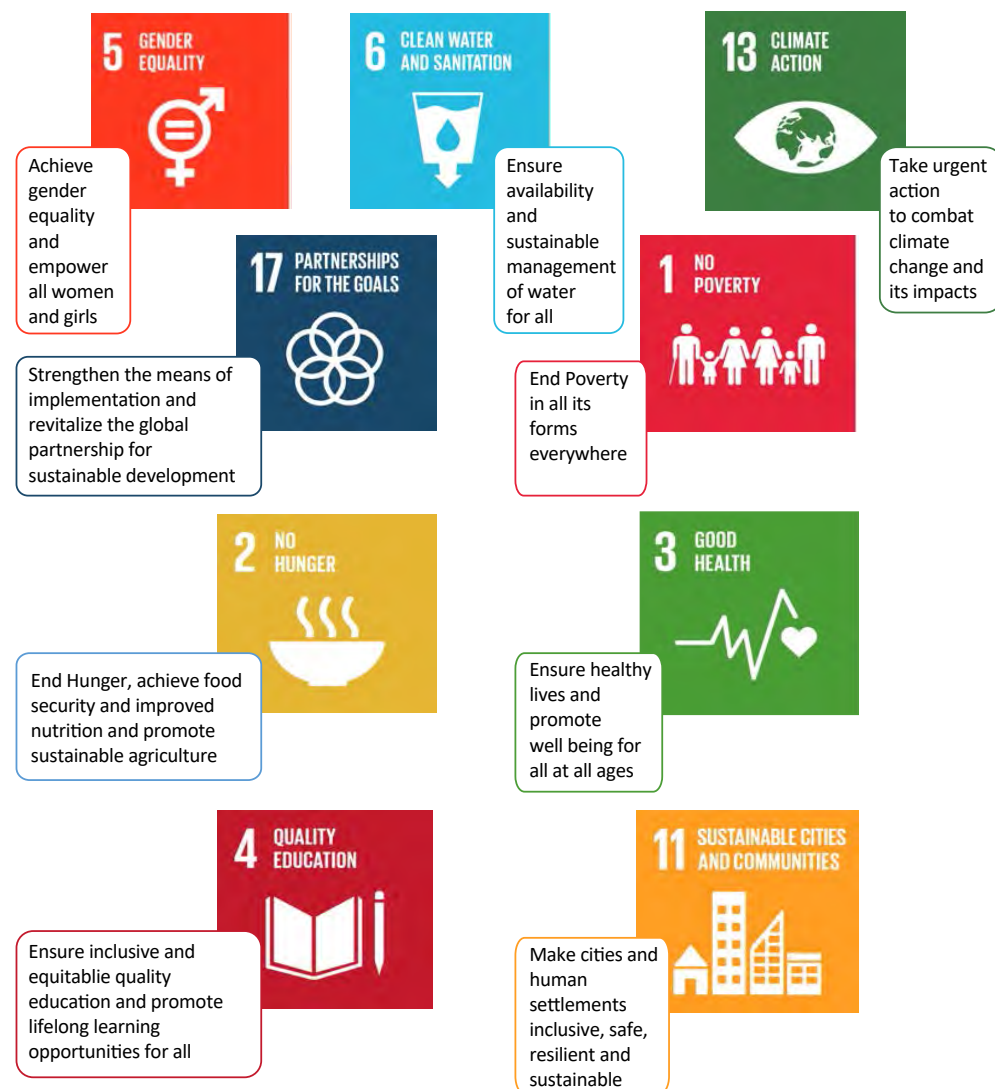 5 GENDER
EQUALITY
Achieve
gender
equality
and
empower
all women
and girls
6 CLEAN WATER
AND SANITATION
Ensure
availability
and
sustainable
management
of water
for all
13 CLIMATE
ACTION
Take urgent
action
to combat
climate
change and
its impacts
17 PARTNERSHIPS
FOR THE GOALS
Strengthen the means of
implementation and
revitalize the global
partnership for
sustainable development
1 NO
POVERTY
End Poverty
in all its
forms
everywhere
2 NO
HUNGER
End Hunger, achieve food
security and improved
nutrition and promote
sustainable agriculture
3 GOOD
HEALTH
Ensure healthy
lives and
promote
well being for
all at all ages
4 QUALITY
EDUCATION
Ensure inclusive and
equitablie quality
education and promote
lifelong learning
opportunities for all
11 SUSTAINABLE CITIES
AND COMMUNITIES
Make cities and
human
settlements
inclusive, safe,
resilient and
sustainable